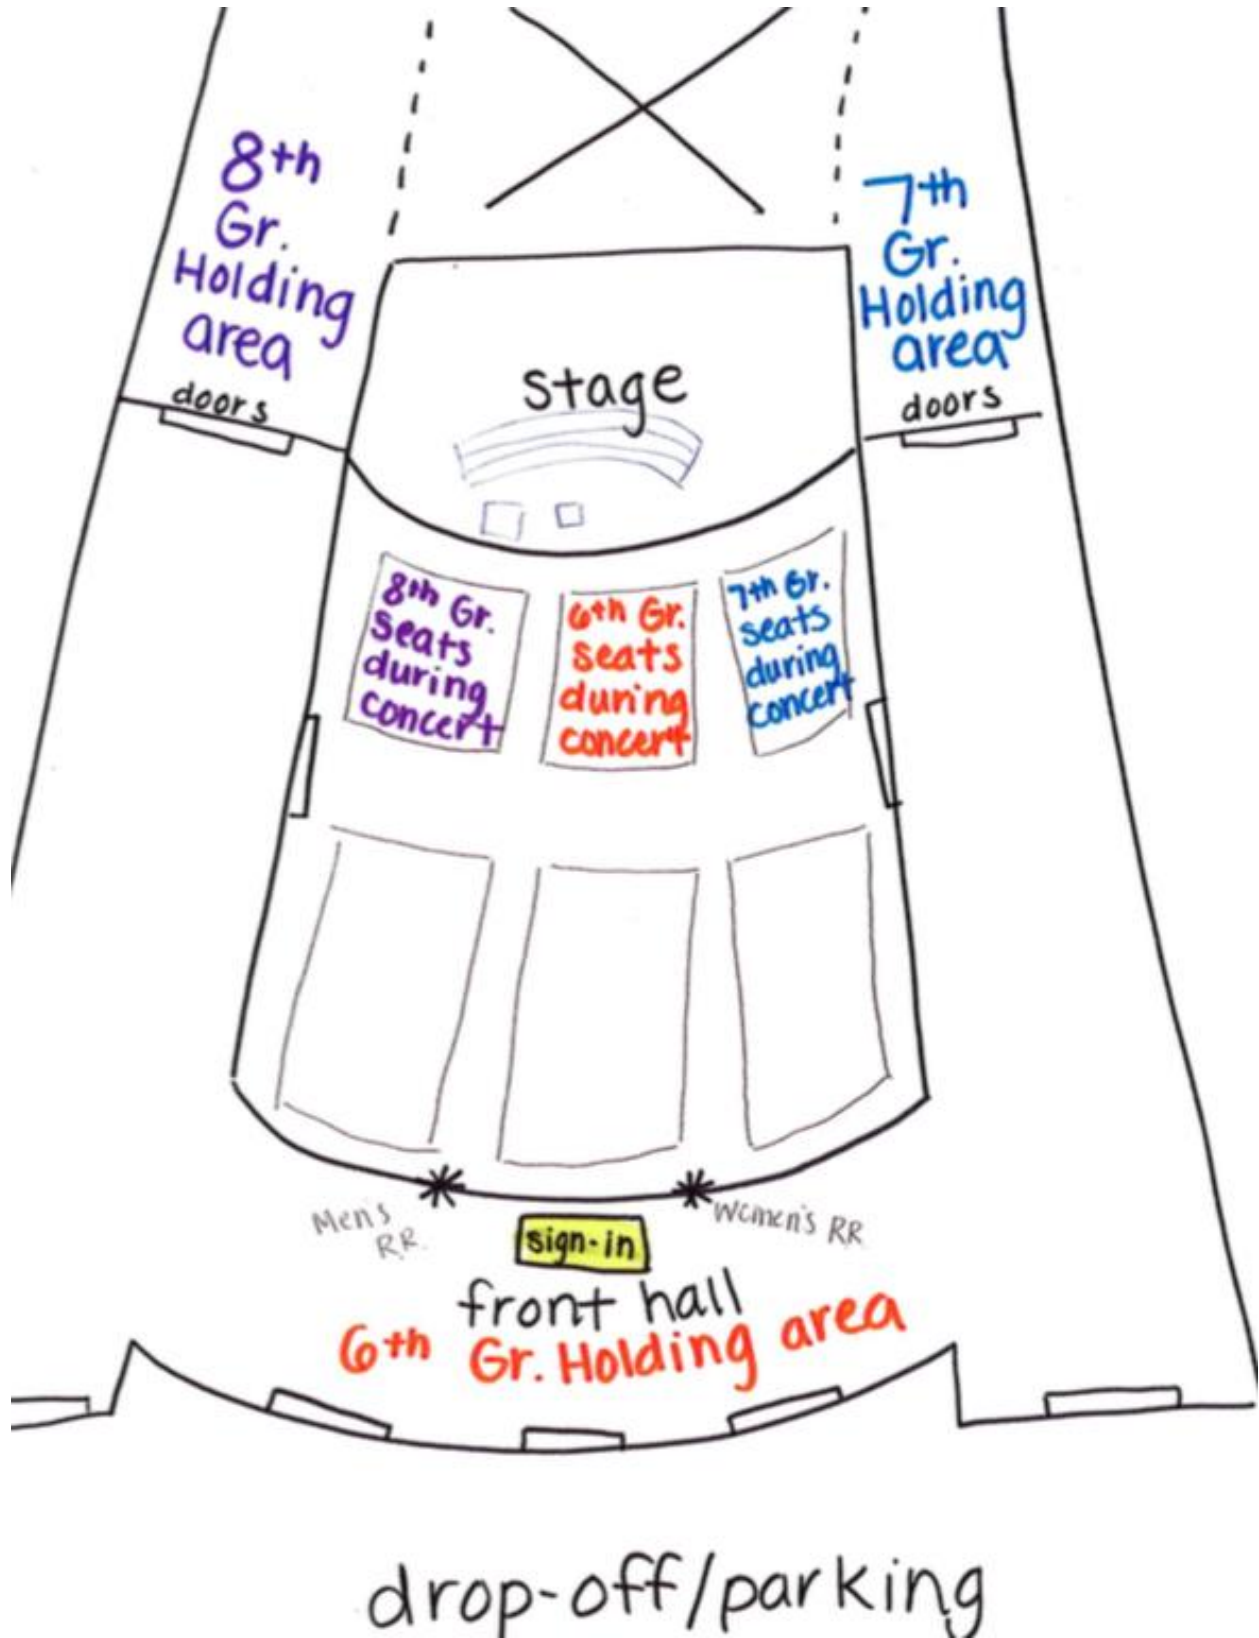 8th
Gr.
Holding
area
doors
7th
Gr.
Holding
area
doors
stage
8th Gr.
seats
during
concert
6th Gr.
seats
during
concert
7th Gr.
seats
during
concert
Men's
R.R.
Women's RR
sign-in
front hall
6th Gr. Holding area
drop-off/parking